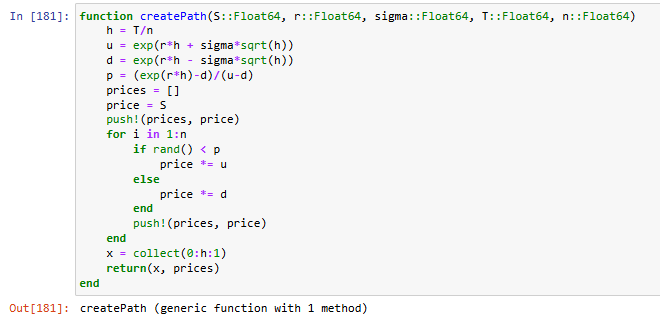 In [181]: function createPath(S::Float64, r::Float64, sigma::Float64, T::Float64, n::Float64)
    h = T/n
    u = exp(r*h + sigma*sqrt(h))
    d = exp(r*h - sigma*sqrt(h))
    p = (exp(r*h)-d)/(u-d)
    prices = []
    price = S
    push!(prices, price)
    for i in 1:n
        if rand() < p
            price *= u
        else
            price *= d
        end
        push!(prices, price)
    end
    x = collect(0:h:1)
    return(x, prices)
end
Out[181]: createPath (generic function with 1 method)